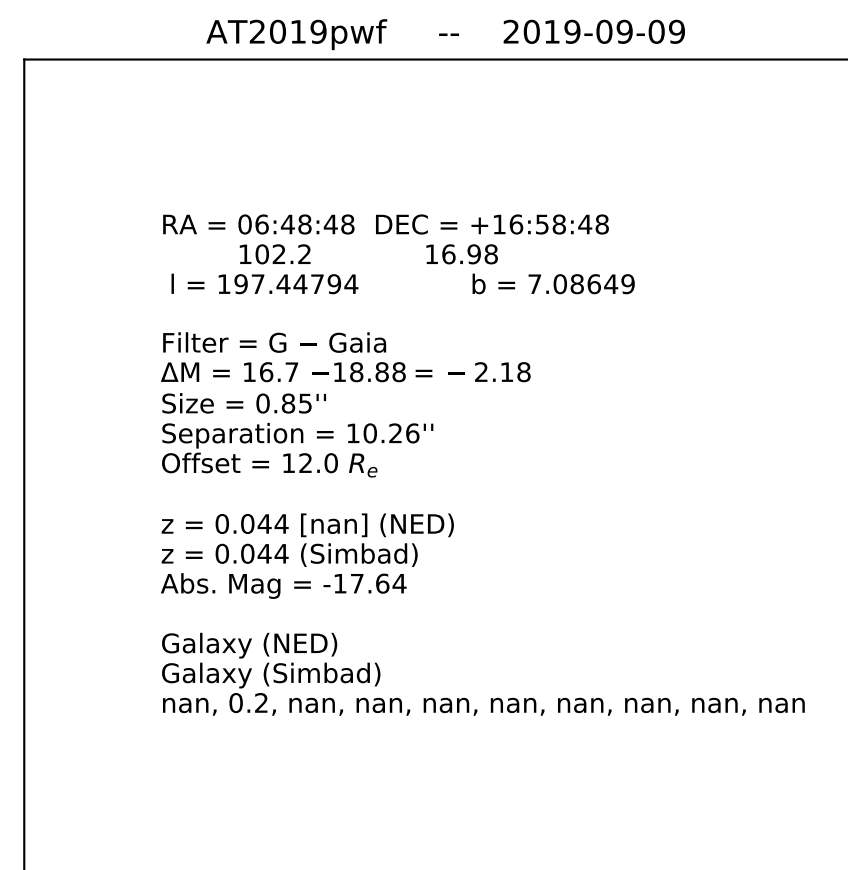 AT2019pwf -- 2019-09-09
RA = 06:48:48 DEC = +16:58:48
102.2 16.98
l = 197.44794 b = 7.08649
Filter = G − Gaia
ΔM = 16.7 −18.88 = − 2.18
Size = 0.85''
Separation = 10.26''
Offset = 12.0 Re
z = 0.044 [nan] (NED)
z = 0.044 (Simbad)
Abs. Mag = -17.64
Galaxy (NED)
Galaxy (Simbad)
nan, 0.2, nan, nan, nan, nan, nan, nan, nan, nan